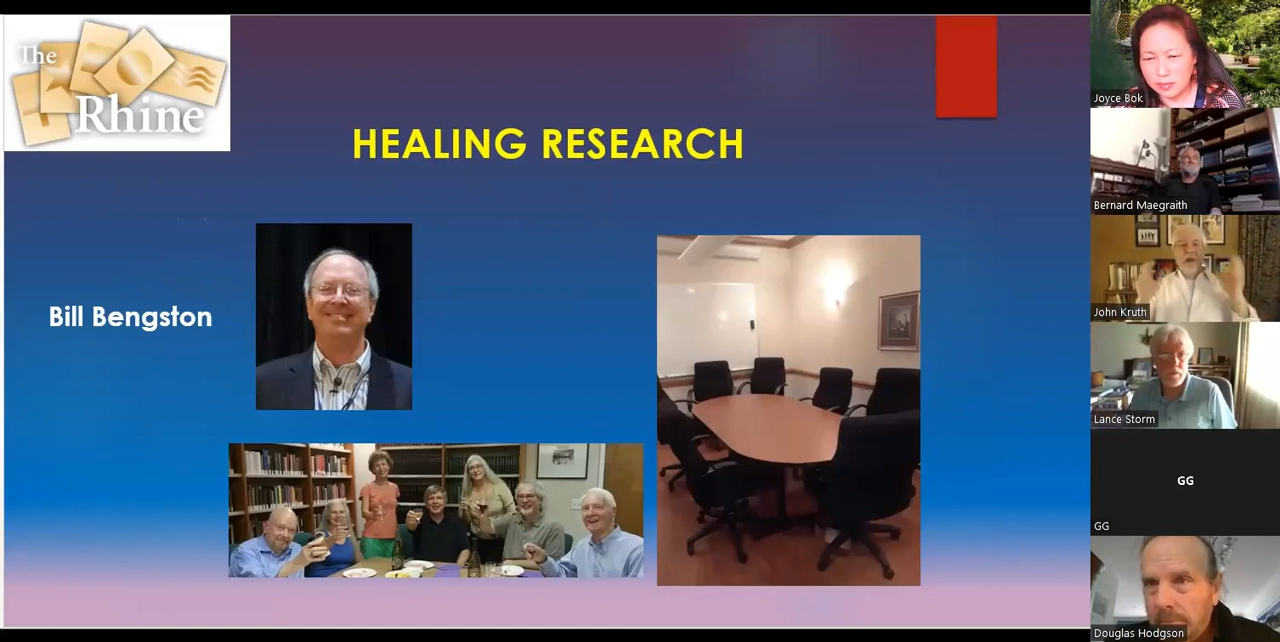 The
Rhine
HEALING RESEARCH
Bill Bengston
Joyce Bok
Bernard Maegraith
John Kruth
Lance Storm
GG
GG
Douglas Hodgson